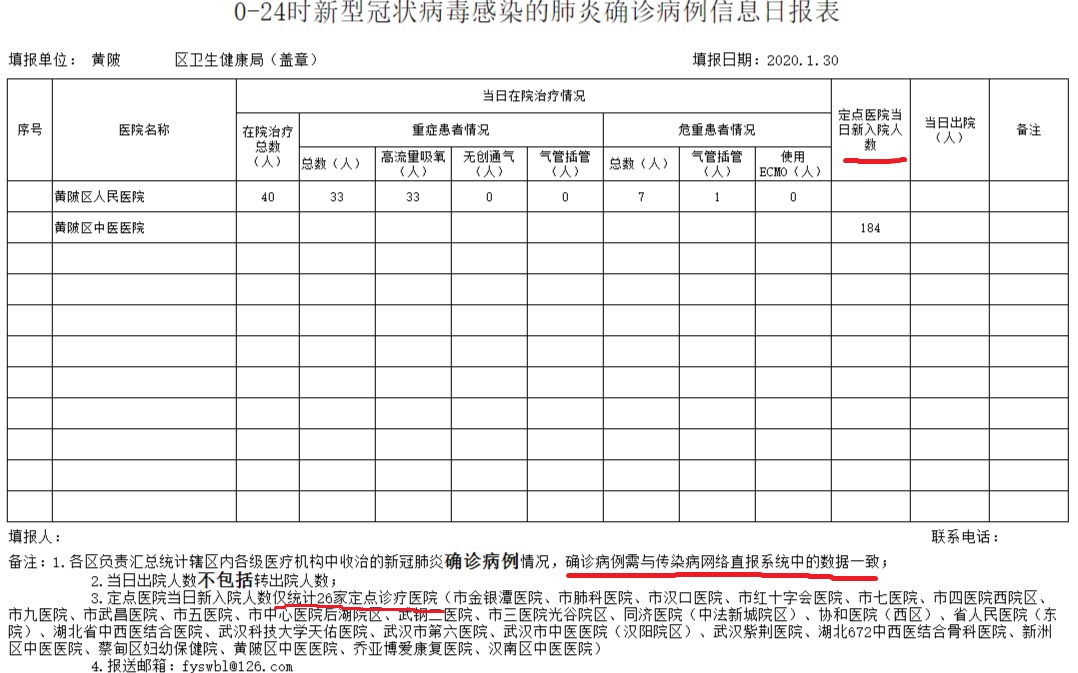 0-24时新型冠状病毒感染的肺炎确诊病例信息日报表
填报单位： 黄陂 区卫生健康局（盖章） 填报日期：2020.1.30
序号 医院名称 当日在院治疗情况 定点医院当日新入院人数 当日出院（人） 备注
在院治疗总数（人） 重症患者情况 危重患者情况
总数（人） 高流量吸氧（人） 无创通气（人） 气管插管（人） 总数（人） 气管插管（人） 使用ECMO（人）
黄陂区人民医院 40 33 33 0 0 7 1 0
黄陂区中医医院 184
填报人： 联系电话：
备注：1.各区负责汇总统计辖区内各级医疗机构中收治的新冠肺炎确诊病例情况，确诊病例需与传染病网络直报系统中的数据一致；
2.当日出院人数不包括转出院人数；
3.定点医院当日新入院人数仅统计26家定点诊疗医院（市金银潭医院、市肺科医院、市汉口医院、市红十字会医院、市七医院、市四医院西院区、
市九医院、市武昌医院、市五医院、市中心医院后湖院区、武钢二医院、市三医院光谷院区、同济医院（中法新城院区）、协和医院（西区）、省人民医院（东
院）、湖北省中西医结合医院、武汉科技大学天佑医院、武汉市第六医院、武汉市中医医院（汉阳院区）、武汉紫荆医院、湖北672中西医结合骨科医院、新洲
区中医医院、蔡甸区妇幼保健院、黄陂区中医医院、乔亚博爱康复医院、汉南区中医医院）
4.报送邮箱：fyswbl@126.com